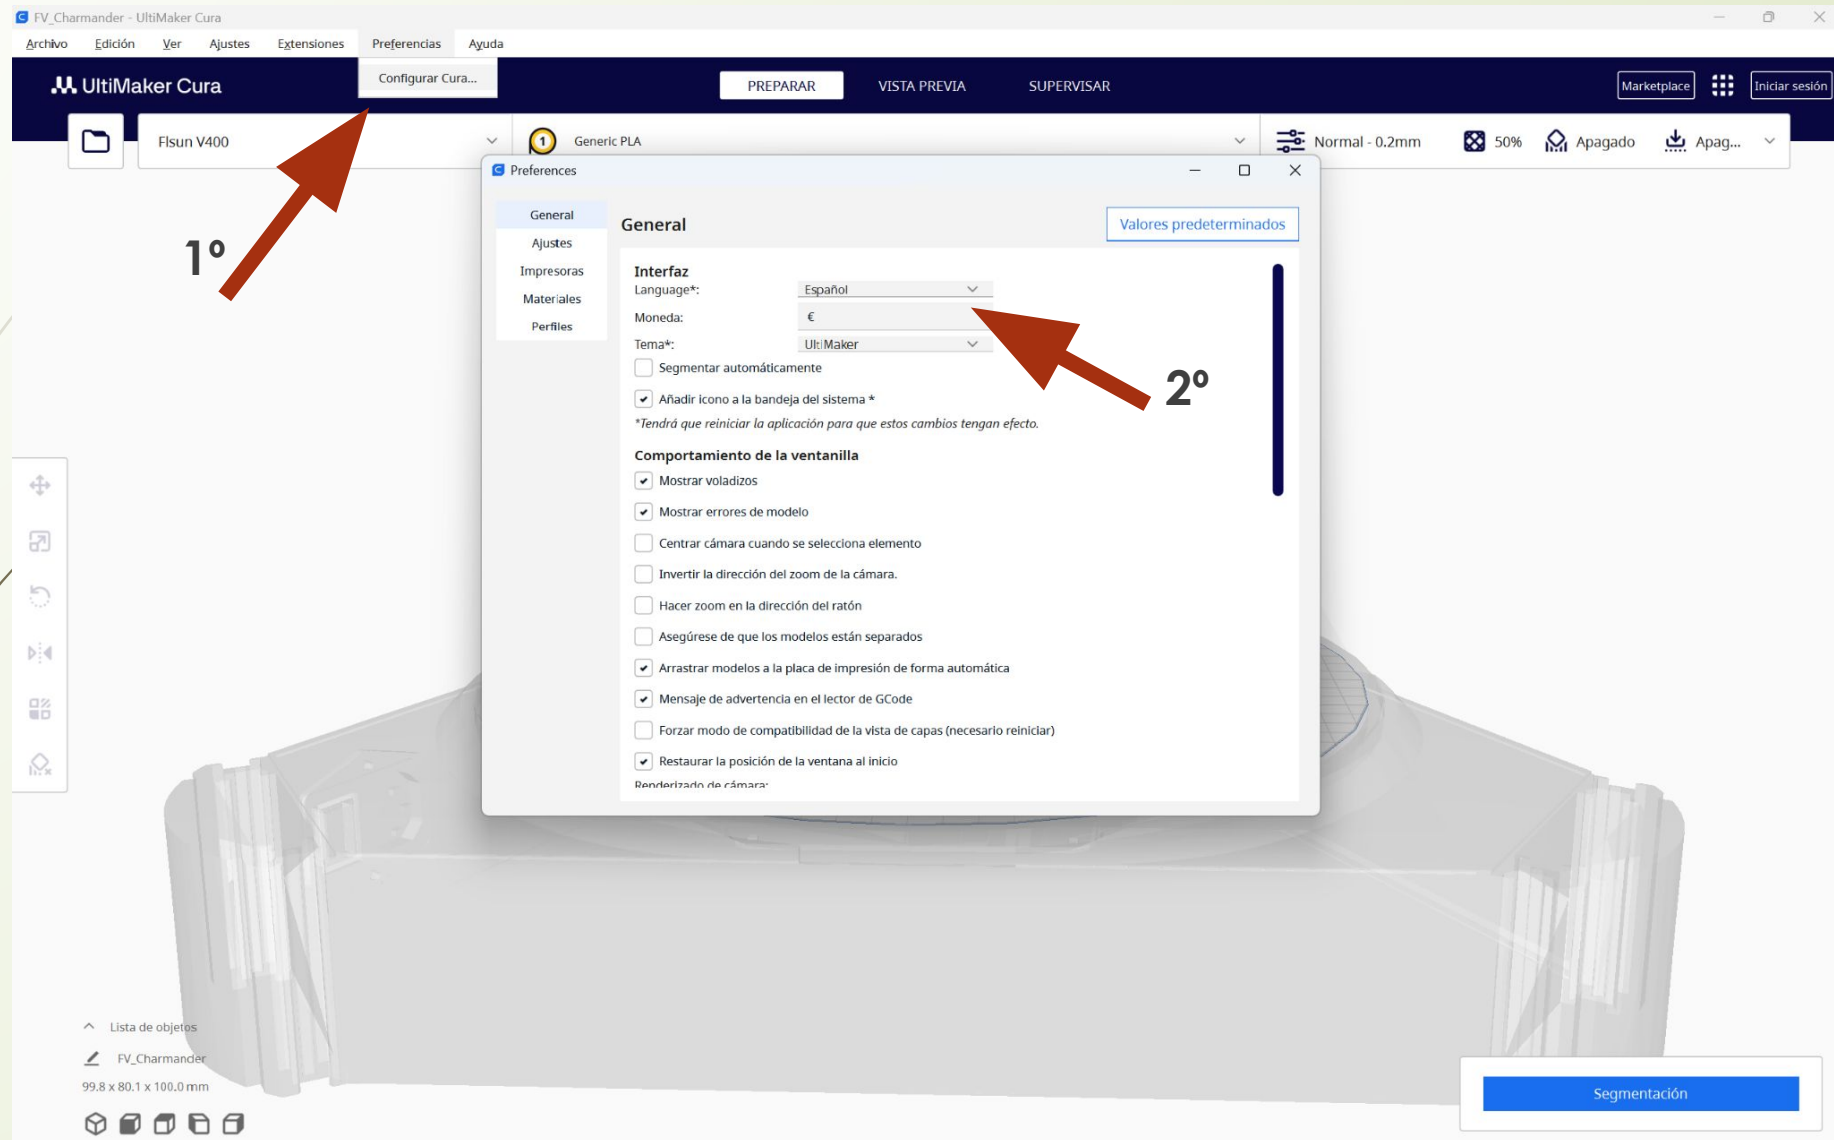 FV_Charmander - UltiMaker Cura
Archivo Edición Ver Ajustes Extensiones Preferencias Ayuda
Configurar Cura...
UltiMaker Cura
PREPARAR VISTA PREVIA SUPERVISAR
Marketplace Iniciar sesión
Flsun V400
1 Generic PLA
Normal - 0.2mm 50% Apagado Apag...
1º
Preferences
General
Ajustes
Impresoras
Materiales
Perfiles
General
Valores predeterminados
Interfaz
Language*: Español
Moneda: €
Tema*: UltiMaker
Segmentar automáticamente
Añadir icono a la bandeja del sistema *
*Tendrá que reiniciar la aplicación para que estos cambios tengan efecto.
2º
Comportamiento de la ventanilla
Mostrar voladizos
Mostrar errores de modelo
Centrar cámara cuando se selecciona elemento
Invertir la dirección del zoom de la cámara.
Hacer zoom en la dirección del ratón
Asegúrese de que los modelos están separados
Arrastrar modelos a la placa de impresión de forma automática
Mensaje de advertencia en el lector de GCode
Forzar modo de compatibilidad de la vista de capas (necesario reiniciar)
Restaurar la posición de la ventana al inicio
Renderizado de cámara:
Lista de objetos
FV_Charmander
99.8 x 80.1 x 100.0 mm
Segmentación